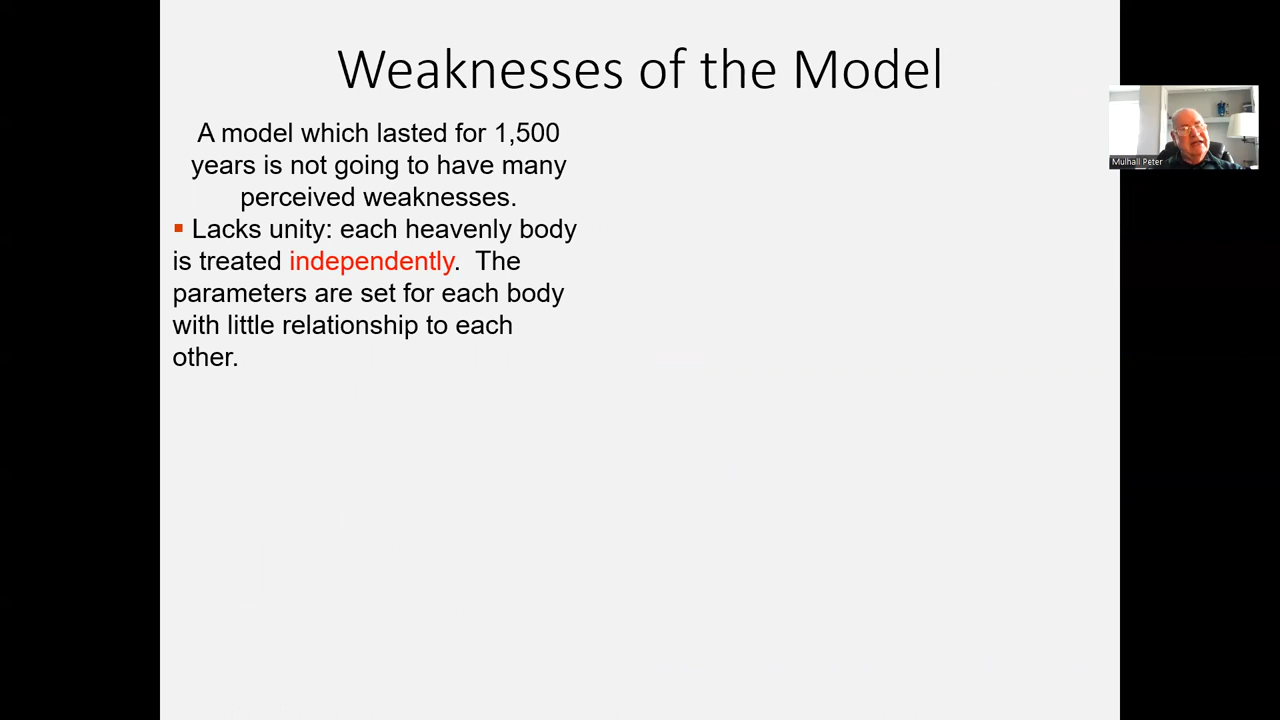 Weaknesses of the Model
A model which lasted for 1,500
years is not going to have many
perceived weaknesses.
▪ Lacks unity: each heavenly body
is treated independently.  The
parameters are set for each body
with little relationship to each
other.
Mulhall Peter